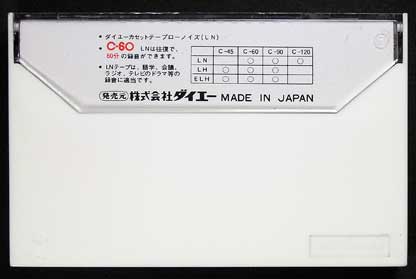 • ダイエーカセットテープローノイズ(LN)
• C-60 LNは往復で、
60分の録音ができます。
• LNテープは、語学、会議、
ラジオ、テレビのドラマ等の
録音に適当です。
C-45 C-60 C-90 C-120
LN ○ ○ ○
LH ○ ○ ○
ELH ○ ○ ○
発売元 株式会社ダイエー MADE IN JAPAN